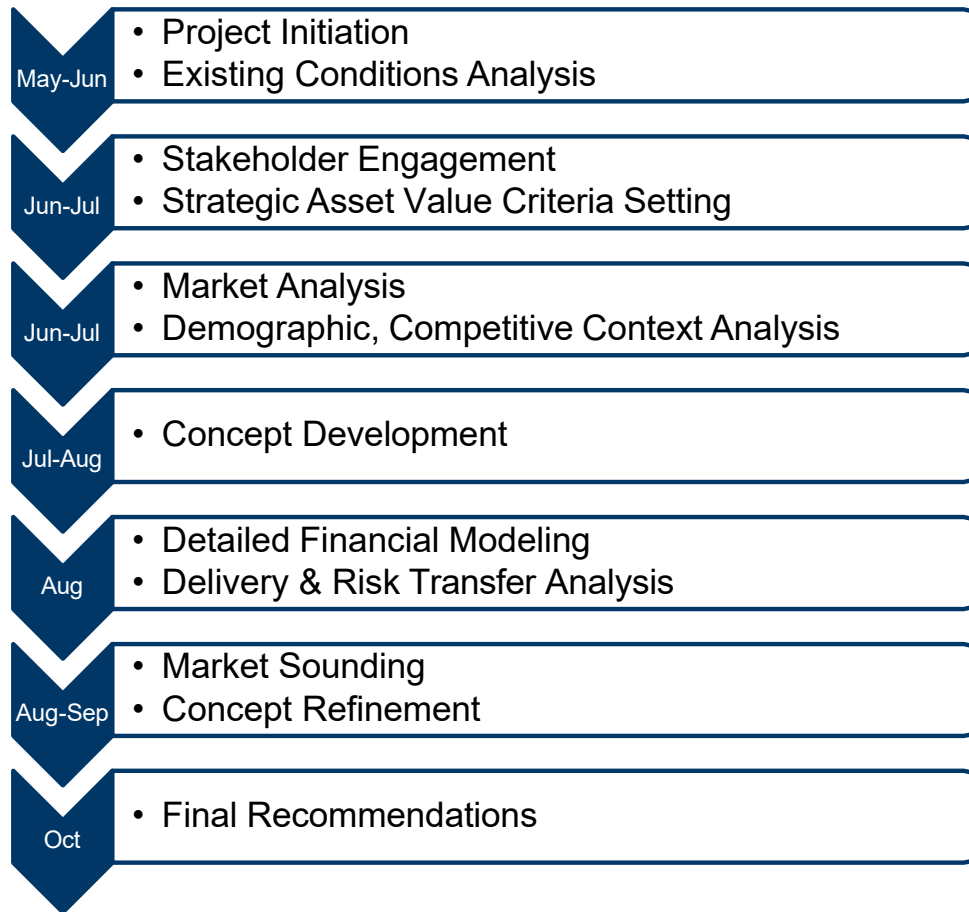 May-Jun
• Project Initiation
• Existing Conditions Analysis
Jun-Jul
• Stakeholder Engagement
• Strategic Asset Value Criteria Setting
Jun-Jul
• Market Analysis
• Demographic, Competitive Context Analysis
Jul-Aug
• Concept Development
Aug
• Detailed Financial Modeling
• Delivery & Risk Transfer Analysis
Aug-Sep
• Market Sounding
• Concept Refinement
Oct
• Final Recommendations